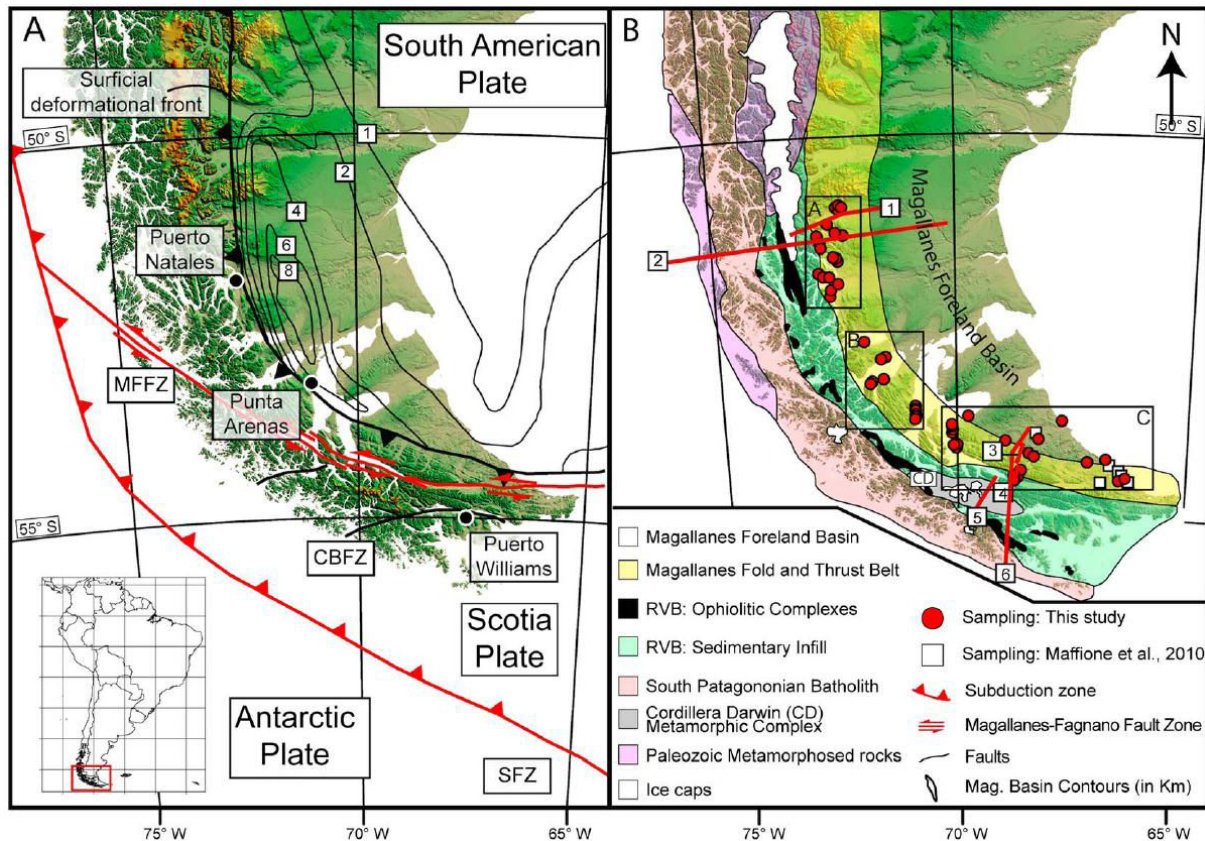 A
South American
Plate
Surficial
deformational front
50° S
1
2
4
6
8
Puerto
Natales
MFFZ
Punta
Arenas
55° S
CBFZ
Puerto
Williams
Scotia
Plate
Antarctic
Plate
SFZ
75° W
70° W
65° W
B
N
50° S
A
1
2
Magallanes Foreland Basin
B
C
3
CD
4
5
6
Magallanes Foreland Basin
Magallanes Fold and Thrust Belt
RVB: Ophiolitic Complexes
RVB: Sedimentary Infill
South Patagononian Batholith
Cordillera Darwin (CD)
Metamorphic Complex
Paleozoic Metamorphosed rocks
Ice caps
Sampling: This study
Sampling: Maffione et al., 2010
Subduction zone
Magallanes-Fagnano Fault Zone
Faults
Mag. Basin Contours (in Km)
75° W
70° W
65° W